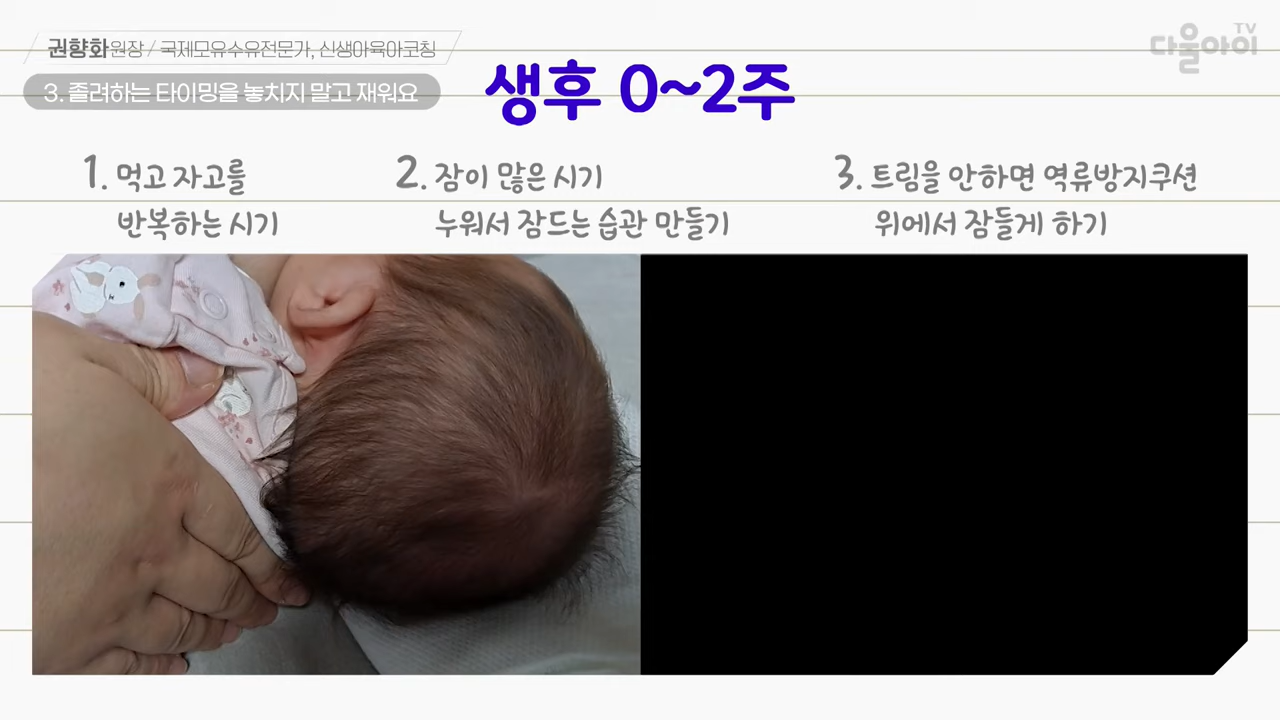 권향화원장 / 국제모유수유전문가, 신생아육아코칭
TV
다울아이
3. 졸려하는 타이밍을 놓치지 말고 재워요
생후 0~2주
1. 먹고 자고를
반복하는 시기
2. 잠이 많은 시기
누워서 잠드는 습관 만들기
3. 트림을 안하면 역류방지쿠션
위에서 잠들게 하기